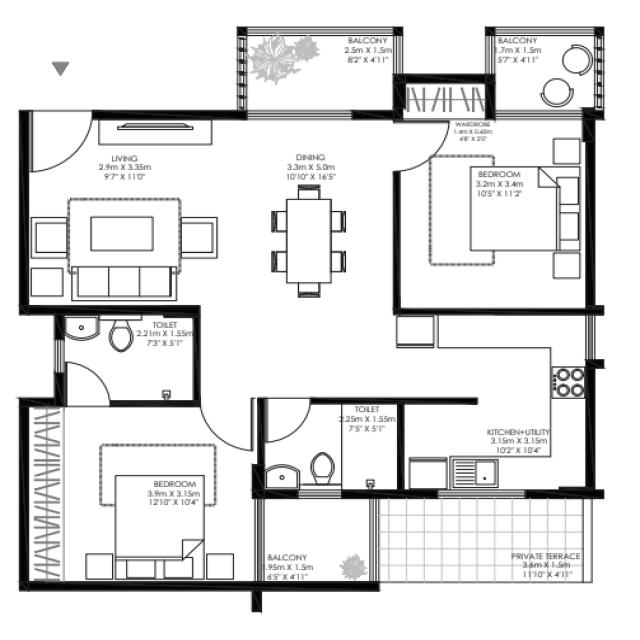 BALCONY
2.5m X 1.5m
8'2" X 4'11"
BALCONY
1.7m X 1.5m
5'7" X 4'11"
WARDROBE
1.4m X 0.60m
4'8" X 2'0"
LIVING
2.9m X 3.35m
9'7" X 11'0"
DINING
3.3m X 5.0m
10'10" X 16'5"
BEDROOM
3.2m X 3.4m
10'5" X 11'2"
TOILET
2.21m X 1.55m
7'3" X 5'1"
TOILET
2.25m X 1.55m
7'5" X 5'1"
KITCHEN+UTILITY
3.15m X 3.15m
10'2" X 10'4"
BEDROOM
3.9m X 3.15m
12'10" X 10'4"
BALCONY
1.95m X 1.5m
6'5" X 4'11"
PRIVATE TERRACE
3.6m X 1.5m
11'10" X 4'11"